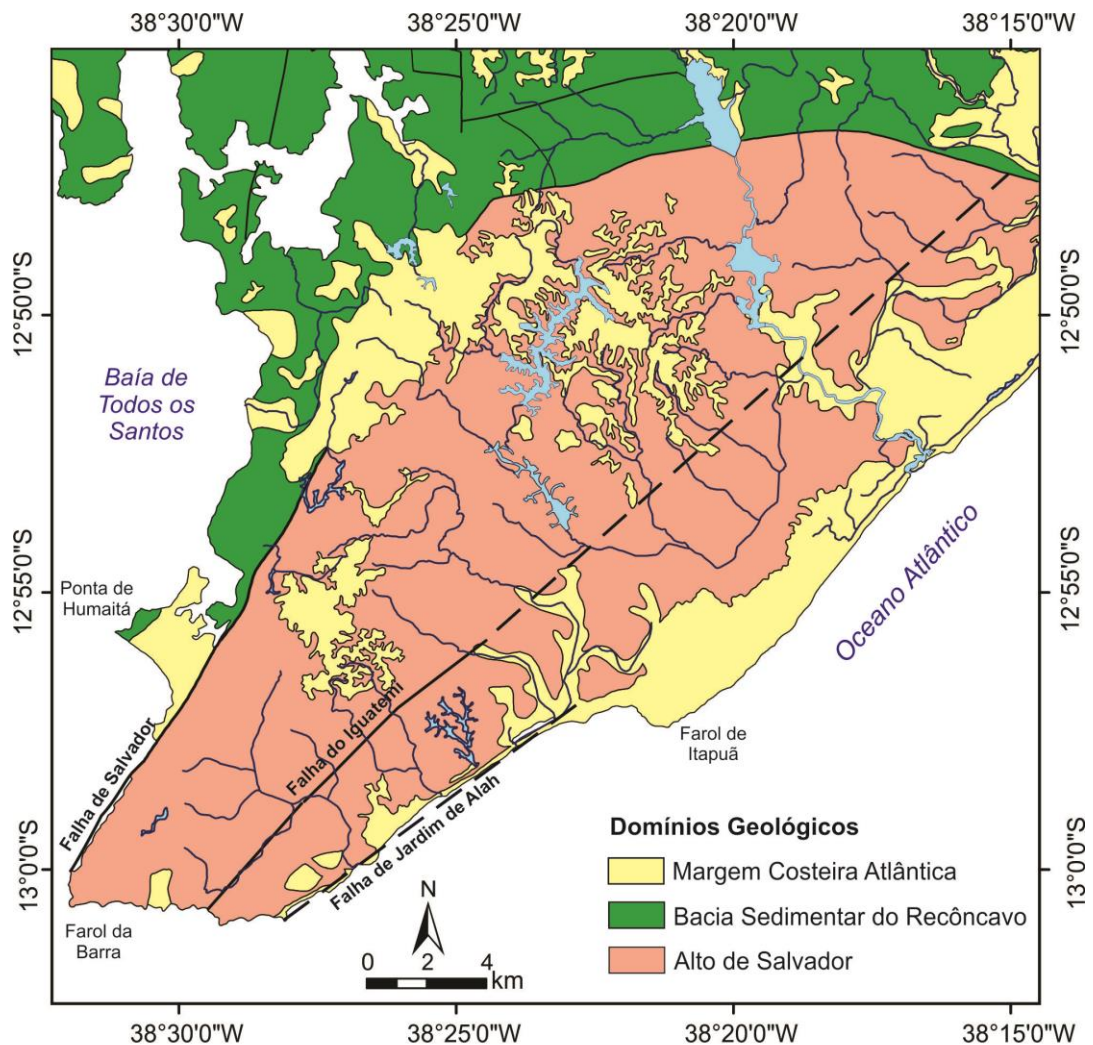 38°30'0"W
38°25'0"W
38°20'0"W
38°15'0"W
12°50'0"S
12°50'0"S
Baía de
Todos os
Santos
Ponta de
Humaitá
12°55'0"S
12°55'0"S
Oceano Atlântico
Farol de
Itapuã
Falha de Salvador
Falha do Iguatemi
Falha de Jardim de Alah
13°0'0"S
13°0'0"S
Farol da
Barra
N
0 2 4
km
Domínios Geológicos
Margem Costeira Atlântica
Bacia Sedimentar do Recôncavo
Alto de Salvador
38°30'0"W
38°25'0"W
38°20'0"W
38°15'0"W